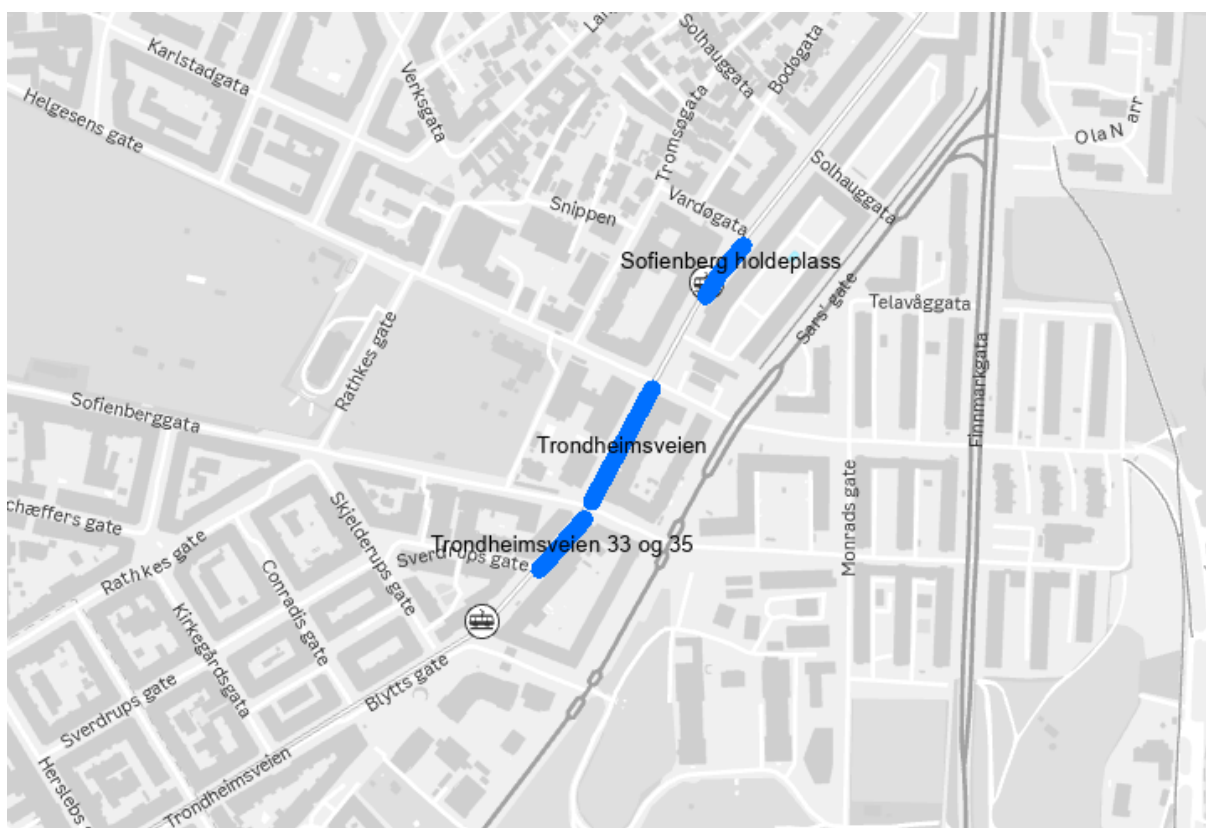 Karlstadgata
Solhauggata
Bodøgata
Helgesens gate
Verksgata
Ola Narr
Tromsøgata
Solhauggata
Vardøgata
Snippen
Sofienberg holdeplass
Sars' gate
Telavåggata
Rathkes gate
Finnmarkgata
Sofienberggata
Trondheimsveien
Skjelderups gate
Monrads gate
chæffers gate
Trondheimsveien 33 og 35
Sverdrups gate
Rathkes gate
Conradis gate
Kirkegårdsgata
Blytts gate
Sverdrups gate
Trondheimsveien
Herslebs